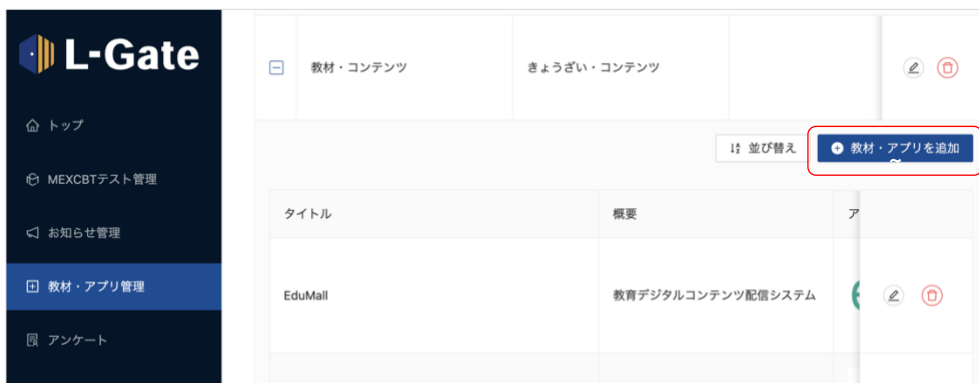 L-Gate
トップ
MEXCBTテスト管理
お知らせ管理
教材・アプリ管理
アンケート
教材・コンテンツ きょうざい・コンテンツ
並び替え 教材・アプリを追加
タイトル 概要 ア
EduMall 教育デジタルコンテンツ配信システム